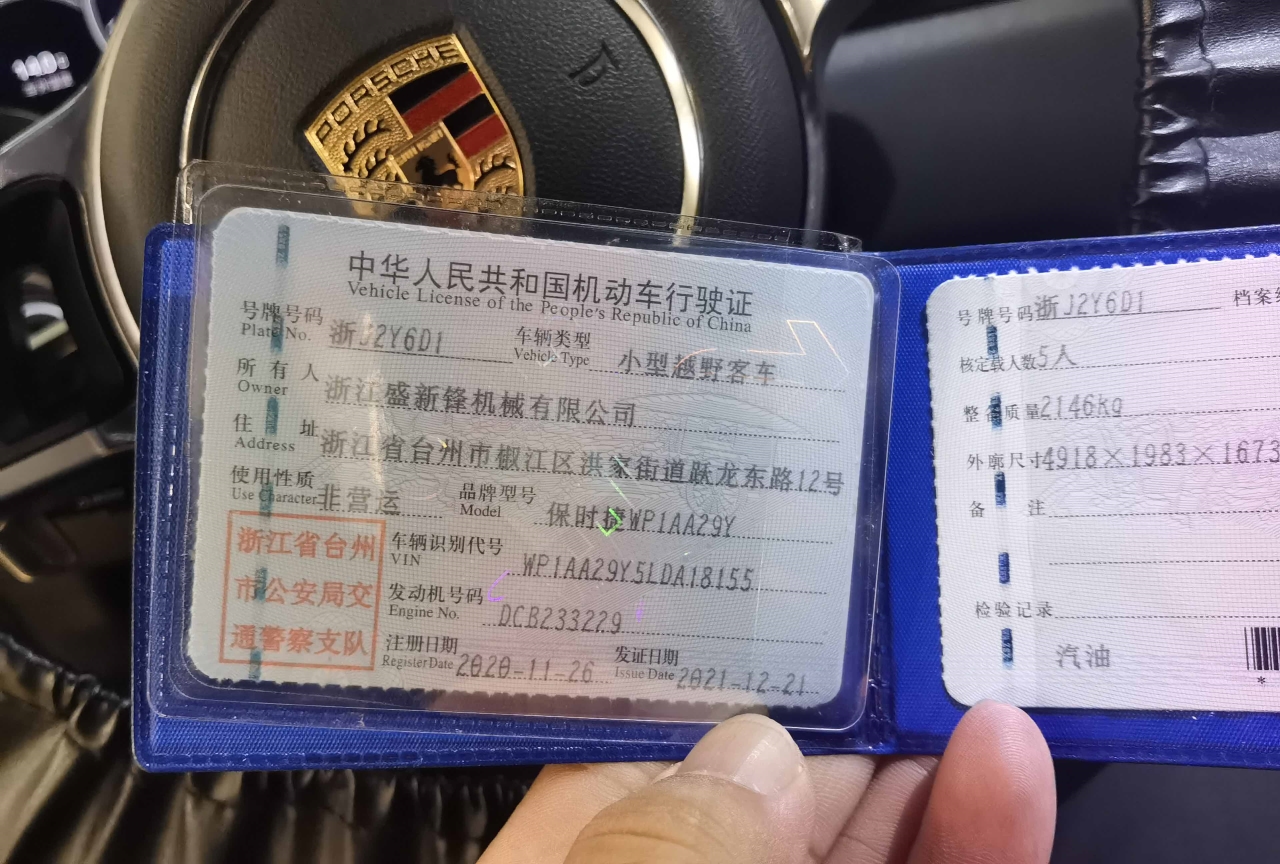 PORSCHE
中华人民共和国机动车行驶证
Vehicle License of the People's Republic of China
号牌号码 浙J2Y6D1 车辆类型 小型越野客车
Plate No. Vehicle Type
所有人 浙江盛新锋机械有限公司
Owner
住址 浙江省台州市椒江区洪家街道跃龙东路12号
Address
使用性质 非营运 品牌型号 保时捷WP1AA29Y
Use Character Model
浙江省台州
市公安局交
通警察支队
车辆识别代号 WP1AA29Y5LDA18155
VIN
发动机号码 DCB233229
Engine No.
注册日期 2020-11-26 发证日期 2021-12-21
Register Date Issue Date
号牌号码 浙J2Y6D1 档案
核定载人数 5人
整备质量 2146kg
外廓尺寸 4918×1983×1673
备注
检验记录
汽油
*